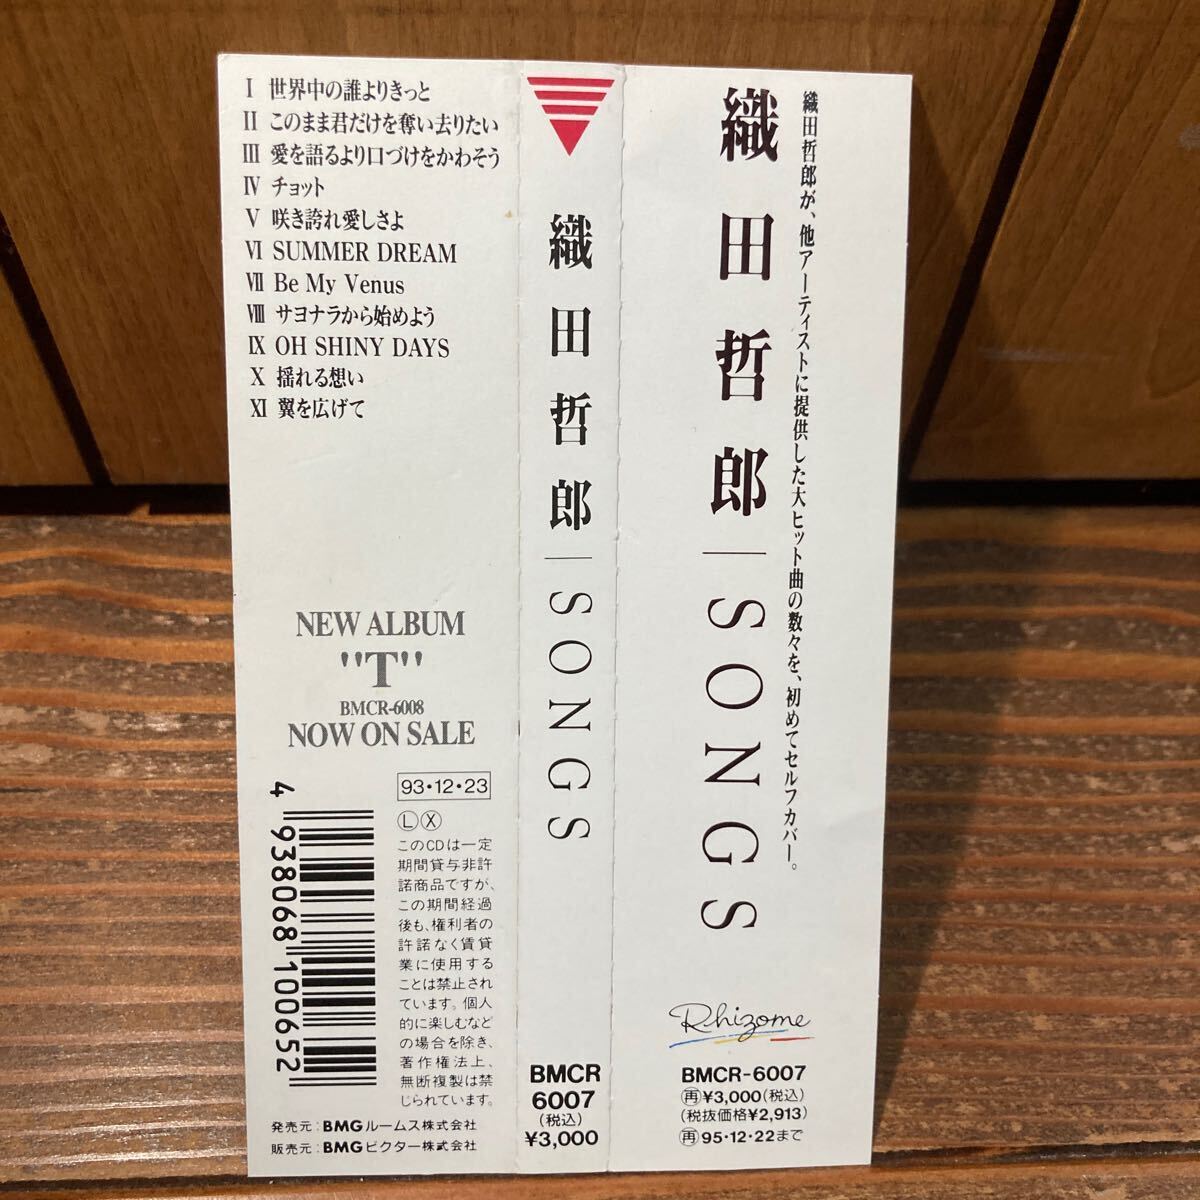 I 世界中の誰よりきっと
II このまま君だけを奪い去りたい
III 愛を語るより口づけをかわそう
IV チョット
V 咲き誇れ愛しさよ
VI SUMMER DREAM
VII Be My Venus
VIII サヨナラから始めよう
IX OH SHINY DAYS
X 揺れる想い
XI 翼を広げて
NEW ALBUM
"T"
BMCR-6008
NOW ON SALE
4 938068 100652
93・12・23
Ⓛ Ⓧ
このCDは一定
期間貸与非許
諾商品ですが、
この期間経過
後も、権利者の
許諾なく賃貸
業に使用する
ことは禁止され
ています。個人
的に楽しむなど
の場合を除き、
著作権法上、
無断複製は禁
じられています。
発売元:BMGルームス株式会社
販売元:BMGビクター株式会社
織田哲郎|SONGS
BMCR
6007
(税込)
¥3,000
織田哲郎が、他アーティストに提供した大ヒット曲の数々を、初めてセルフカバー。
織田哲郎|SONGS
Rhizome
BMCR-6007
㊢¥3,000(税込)
(税抜価格¥2,913)
再95・12・22まで